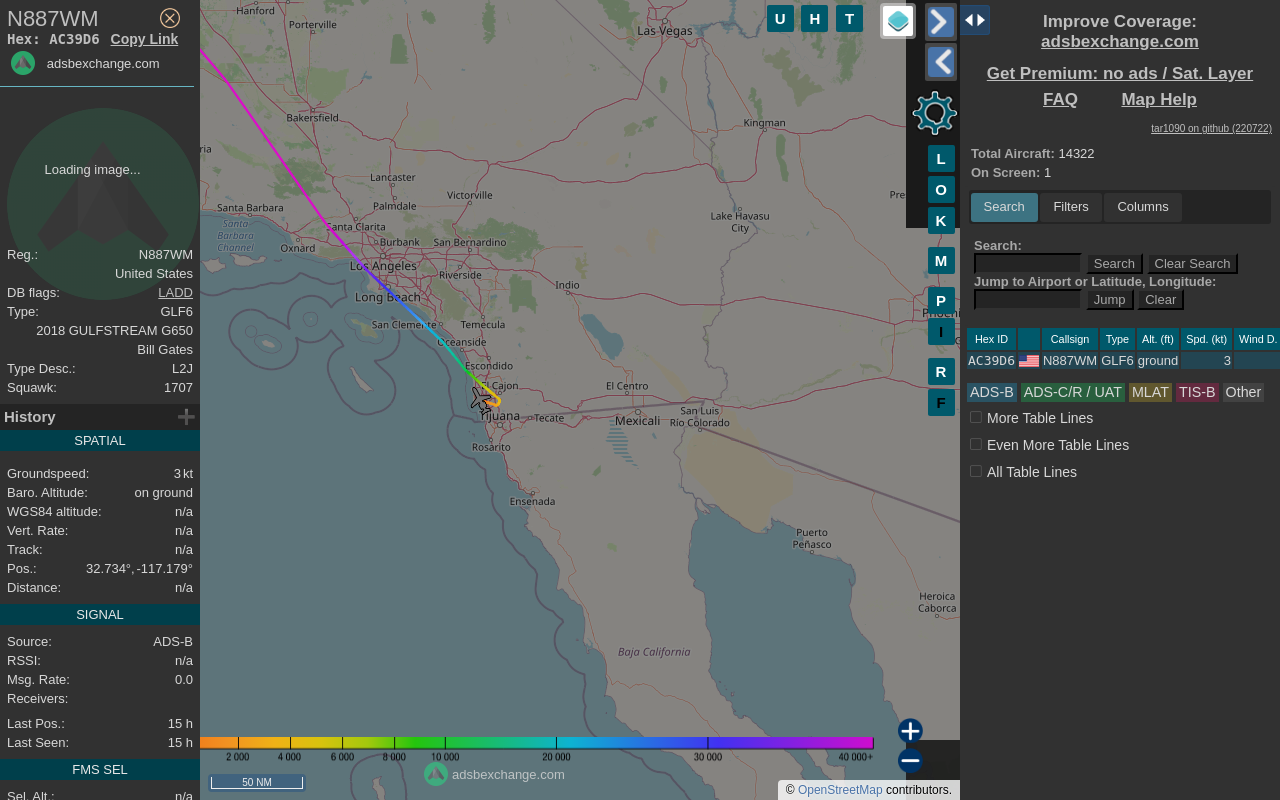 N887WM
Hex: AC39D6 Copy Link
adsbexchange.com
Loading image...
Reg.: N887WM
United States
DB flags: LADD
Type: GLF6
2018 GULFSTREAM G650
Bill Gates
Type Desc.: L2J
Squawk: 1707
History
SPATIAL
Groundspeed: 3 kt
Baro. Altitude: on ground
WGS84 altitude: n/a
Vert. Rate: n/a
Track: n/a
Pos.: 32.734°, -117.179°
Distance: n/a
SIGNAL
Source: ADS-B
RSSI: n/a
Msg. Rate: 0.0
Receivers:
Last Pos.: 15 h
Last Seen: 15 h
FMS SEL
Sel. Alt.: n/a
Hanford
Porterville
Las Vegas
Bakersfield
Kingman
ria
Lancaster
Victorville
Palmdale
Pres
Santa Barbara
Lake Havasu
City
Santa
Barbara
Channel
Santa Clarita
Oxnard
Burbank
San Bernardino
Los Angeles
Riverside
Indio
Long Beach
San Clemente
Temecula
Oceanside
Escondido
El Cajon
El Centro
Tijuana
Tecate
Mexicali
San Luis
Río Colorado
Rosarito
Ensenada
Puerto
Peñasco
Heroica
Caborca
Baja California
U H T
L
O
K
M
P
I
R
F
2 000 4 000 6 000 8 000 10 000 20 000 30 000 40 000+
50 NM
adsbexchange.com
© OpenStreetMap contributors.
Improve Coverage:
adsbexchange.com
Get Premium: no ads / Sat. Layer
FAQ Map Help
tar1090 on github (220722)
Total Aircraft: 14322
On Screen: 1
Search Filters Columns
Search:
Search Clear Search
Jump to Airport or Latitude, Longitude:
Jump Clear
Hex ID Callsign Type Alt. (ft) Spd. (kt) Wind D.
AC39D6 N887WM GLF6 ground 3
ADS-B ADS-C/R / UAT MLAT TIS-B Other
More Table Lines
Even More Table Lines
All Table Lines